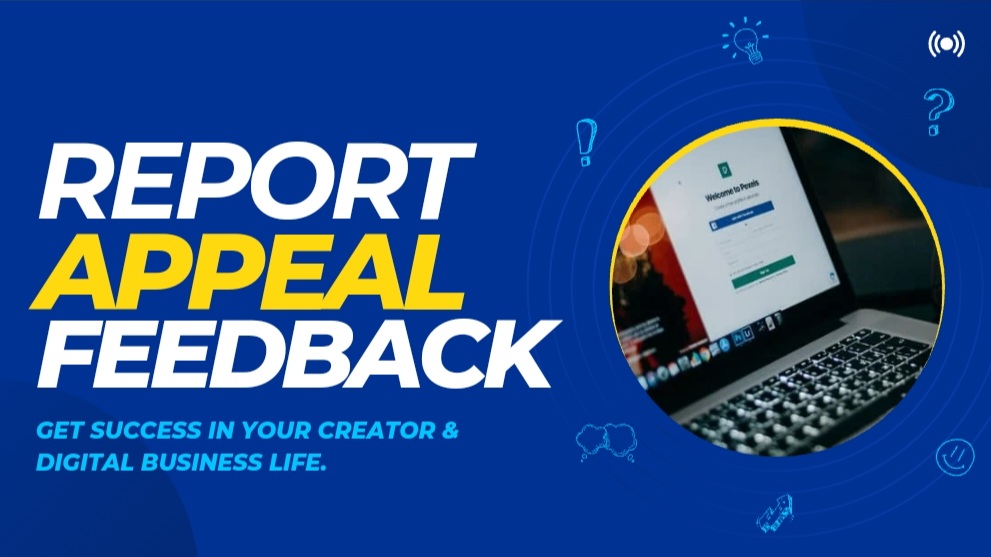 REPORT
APPEAL
FEEDBACK
GET SUCCESS IN YOUR CREATOR &
DIGITAL BUSINESS LIFE.
Welcome to Pexels